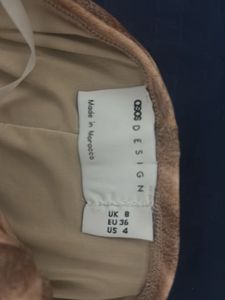 asos
DESIGN
Made in Morocco
UK 8
EU 36
US 4